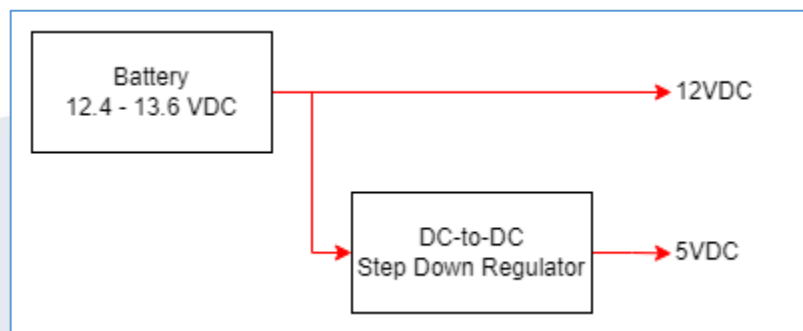 Battery
12.4 - 13.6 VDC
12VDC
DC-to-DC
Step Down Regulator
5VDC